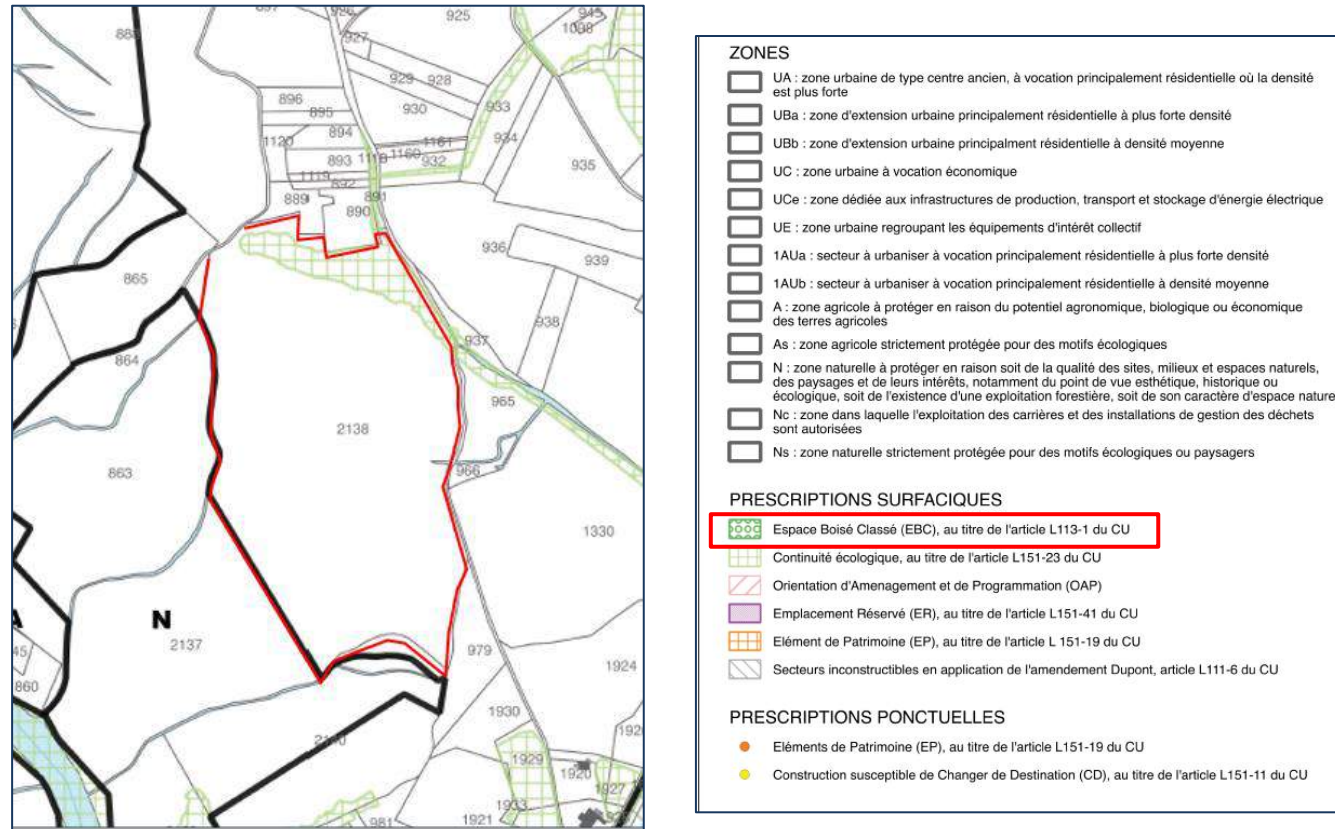 897
926
925
945
1098
888
927
929
928
896
930
933
895
894
934
1120
1161
893
1118
1160
932
935
1119
892
889
891
890
936
939
865
938
864
937
965
2138
863
966
1330
A
N
45
2137
979
1924
860
1930
2140
1929
1920
1927
1933
981
1921
ZONES
UA : zone urbaine de type centre ancien, à vocation principalement résidentielle où la densité
est plus forte
UBa : zone d'extension urbaine principalement résidentielle à plus forte densité
UBb : zone d'extension urbaine principalment résidentielle à densité moyenne
UC : zone urbaine à vocation économique
UCe : zone dédiée aux infrastructures de production, transport et stockage d'énergie électrique
UE : zone urbaine regroupant les équipements d'intérêt collectif
1AUa : secteur à urbaniser à vocation principalement résidentielle à plus forte densité
1AUb : secteur à urbaniser à vocation principalement résidentielle à densité moyenne
A : zone agricole à protéger en raison du potentiel agronomique, biologique ou économique
des terres agricoles
As : zone agricole strictement protégée pour des motifs écologiques
N : zone naturelle à protéger en raison soit de la qualité des sites, milieux et espaces naturels,
des paysages et de leurs intérêts, notamment du point de vue esthétique, historique ou
écologique, soit de l'existence d'une exploitation forestière, soit de son caractère d'espace nature
Nc : zone dans laquelle l'exploitation des carrières et des installations de gestion des déchets
sont autorisées
Ns : zone naturelle strictement protégée pour des motifs écologiques ou paysagers
PRESCRIPTIONS SURFACIQUES
Espace Boisé Classé (EBC), au titre de l'article L113-1 du CU
Continuité écologique, au titre de l'article L151-23 du CU
Orientation d'Amenagement et de Programmation (OAP)
Emplacement Réservé (ER), au titre de l'article L151-41 du CU
Elément de Patrimoine (EP), au titre de l'article L 151-19 du CU
Secteurs inconstructibles en application de l'amendement Dupont, article L111-6 du CU
PRESCRIPTIONS PONCTUELLES
Eléments de Patrimoine (EP), au titre de l'article L151-19 du CU
Construction susceptible de Changer de Destination (CD), au titre de l'article L151-11 du CU